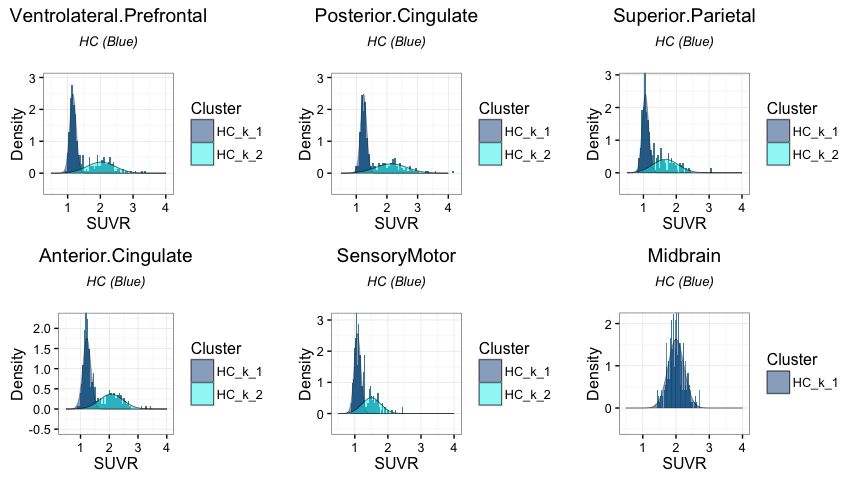 Ventrolateral.Prefrontal
HC (Blue)
3
2
1
0
Density
1 2 3 4
SUVR
Cluster
HC_k_1
HC_k_2
Posterior.Cingulate
HC (Blue)
3
2
1
0
Density
1 2 3 4
SUVR
Cluster
HC_k_1
HC_k_2
Superior.Parietal
HC (Blue)
3
2
1
0
Density
1 2 3 4
SUVR
Cluster
HC_k_1
HC_k_2
Anterior.Cingulate
HC (Blue)
2.0
1.5
1.0
0.5
0.0
-0.5
Density
1 2 3 4
SUVR
Cluster
HC_k_1
HC_k_2
SensoryMotor
HC (Blue)
3
2
1
0
Density
1 2 3 4
SUVR
Cluster
HC_k_1
HC_k_2
Midbrain
HC (Blue)
2
1
0
Density
1 2 3 4
SUVR
Cluster
HC_k_1